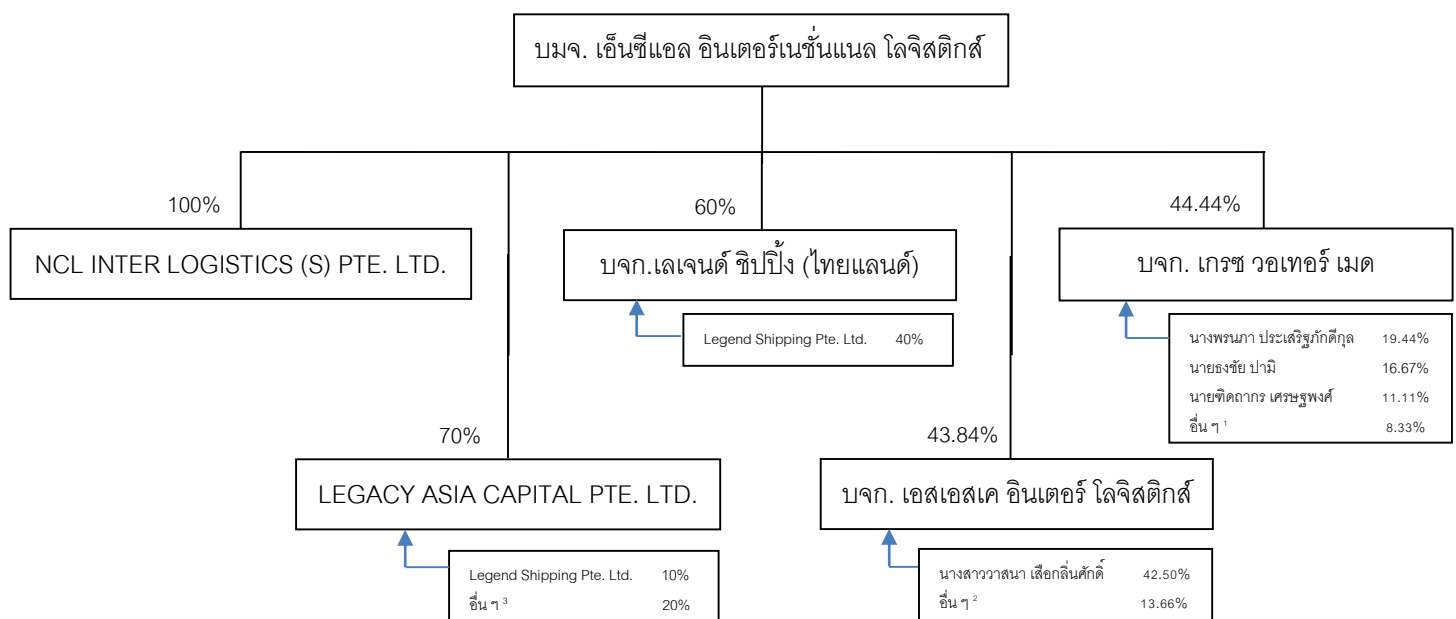 บมจ. เอ็นซีแอล อินเตอร์เนชั่นแนล โลจิสติกส์
100%
60%
44.44%
NCL INTER LOGISTICS (S) PTE. LTD.
บจก.เลเจนด์ ชิปปิ้ง (ไทยแลนด์)
บจก. เกรซ วอเทอร์ เมด
Legend Shipping Pte. Ltd. 40%
นางพรนภา ประเสริฐภักดีกุล 19.44%
นายธงชัย ปามิ 16.67%
นายฑิดถากร เศรษฐพงศ์ 11.11%
อื่น ๆ ¹ 8.33%
70%
43.84%
LEGACY ASIA CAPITAL PTE. LTD.
บจก. เอสเอสเค อินเตอร์ โลจิสติกส์
Legend Shipping Pte. Ltd. 10%
อื่น ๆ ³ 20%
นางสาววาสนา เสือกลิ่นศักดิ์ 42.50%
อื่น ๆ ² 13.66%